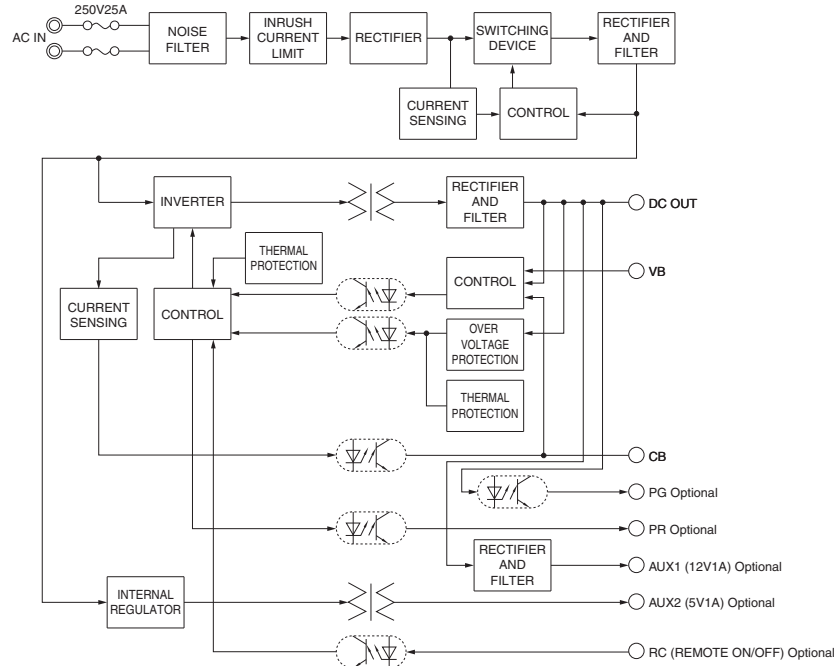 250V25A
AC IN
NOISE
FILTER
INRUSH
CURRENT
LIMIT
RECTIFIER
SWITCHING
DEVICE
RECTIFIER
AND
FILTER
CURRENT
SENSING
CONTROL
INVERTER
RECTIFIER
AND
FILTER
DC OUT
THERMAL
PROTECTION
CONTROL
VB
CURRENT
SENSING
CONTROL
OVER
VOLTAGE
PROTECTION
THERMAL
PROTECTION
CB
PG Optional
PR Optional
RECTIFIER
AND
FILTER
AUX1 (12V1A) Optional
INTERNAL
REGULATOR
AUX2 (5V1A) Optional
RC (REMOTE ON/OFF) Optional